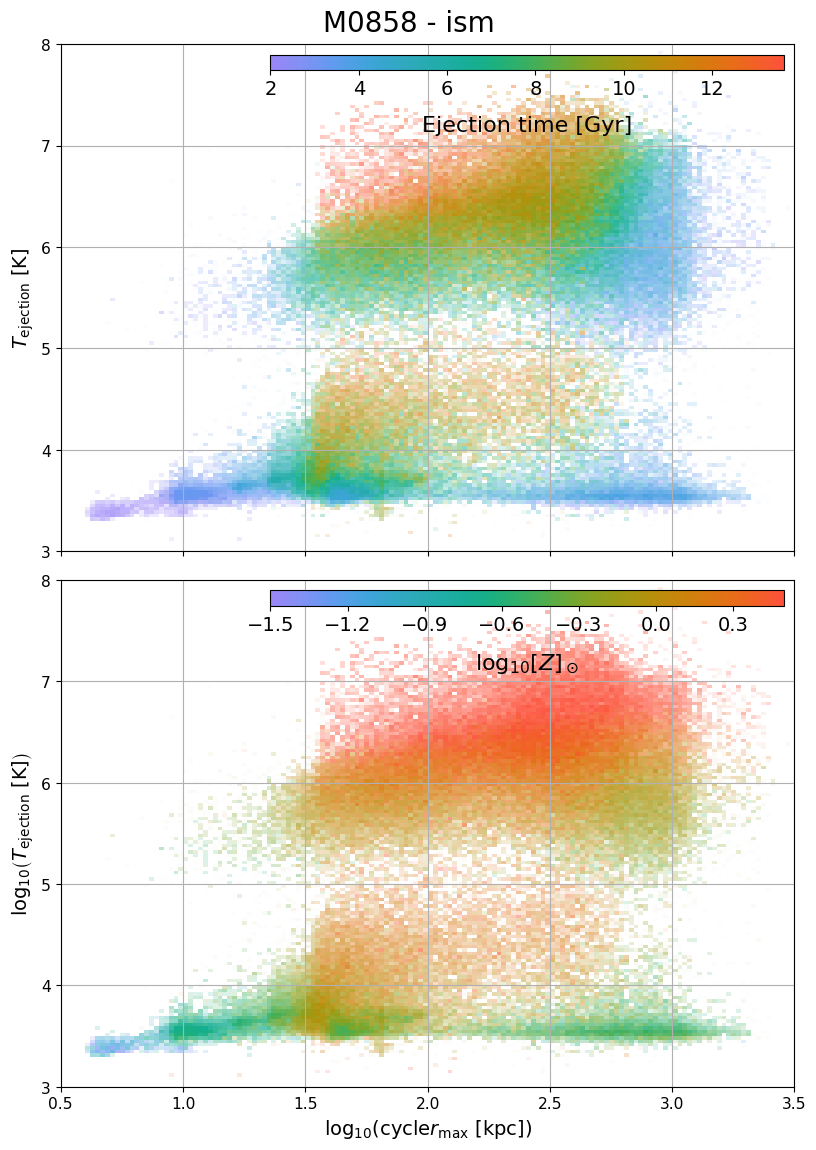 M0858 - ism
8
2 4 6 8 10 12
Ejection time [Gyr]
7
6
5
4
3
T_ejection [K]
8
−1.5 −1.2 −0.9 −0.6 −0.3 0.0 0.3
log₁₀[Z]_⊙
7
6
5
4
3
log₁₀(T_ejection [K])
0.5 1.0 1.5 2.0 2.5 3.0 3.5
log₁₀(cycler_max [kpc])